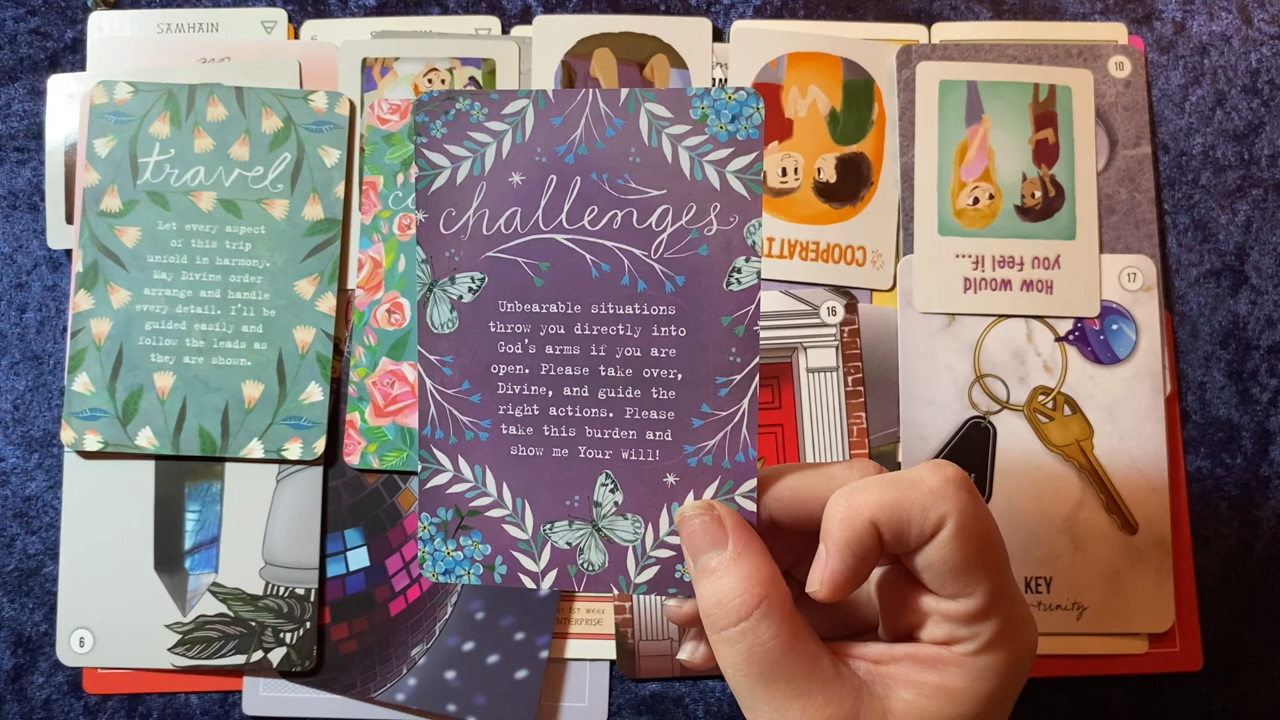 SAMHAIN
travel
Let every aspect
of this trip
unfold in harmony.
May Divine order
arrange and handle
every detail. I'll be
guided easily and
follow the leads as
they are shown.
6
challenges
Unbearable situations
throw you directly into
God's arms if you are
open. Please take over,
Divine, and guide the
right actions. Please
take this burden and
show me Your Will!
COOPERATI
10
How would
you feel if...
16
17
KEY
1ST WEEK
ENTERPRISE